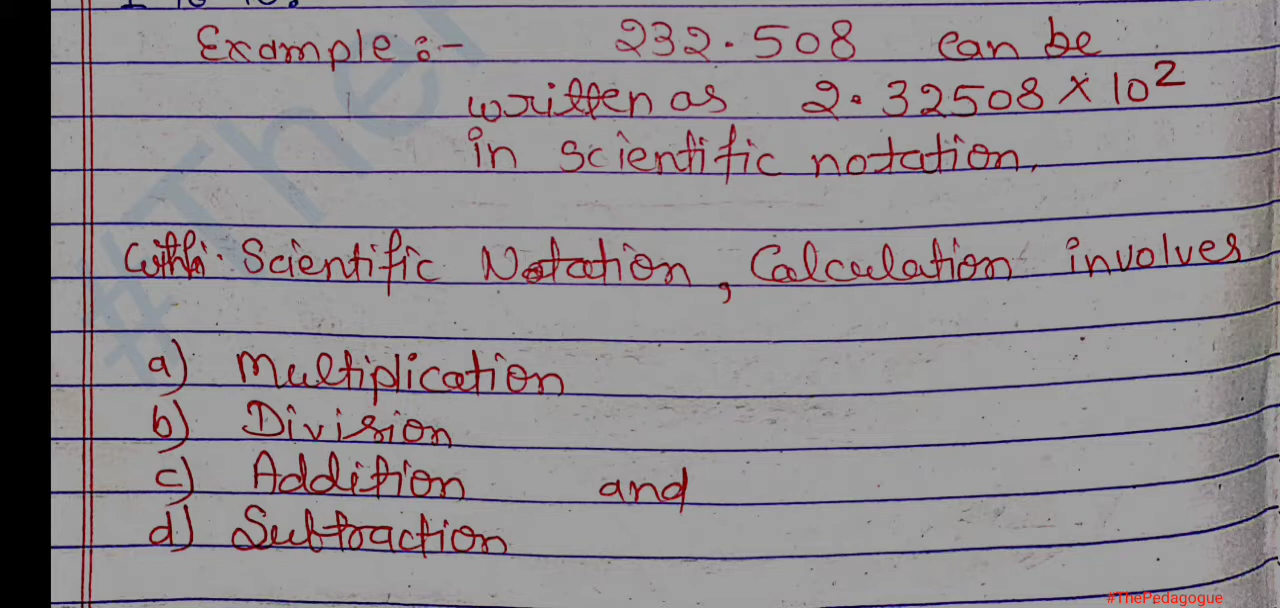 Example :- 232.508 can be
written as 2.32508 × 10²
in scientific notation.
With Scientific Notation, Calculation involves
a) Multiplication
b) Division
c) Addition and
d) Subtraction
#ThePedagogue